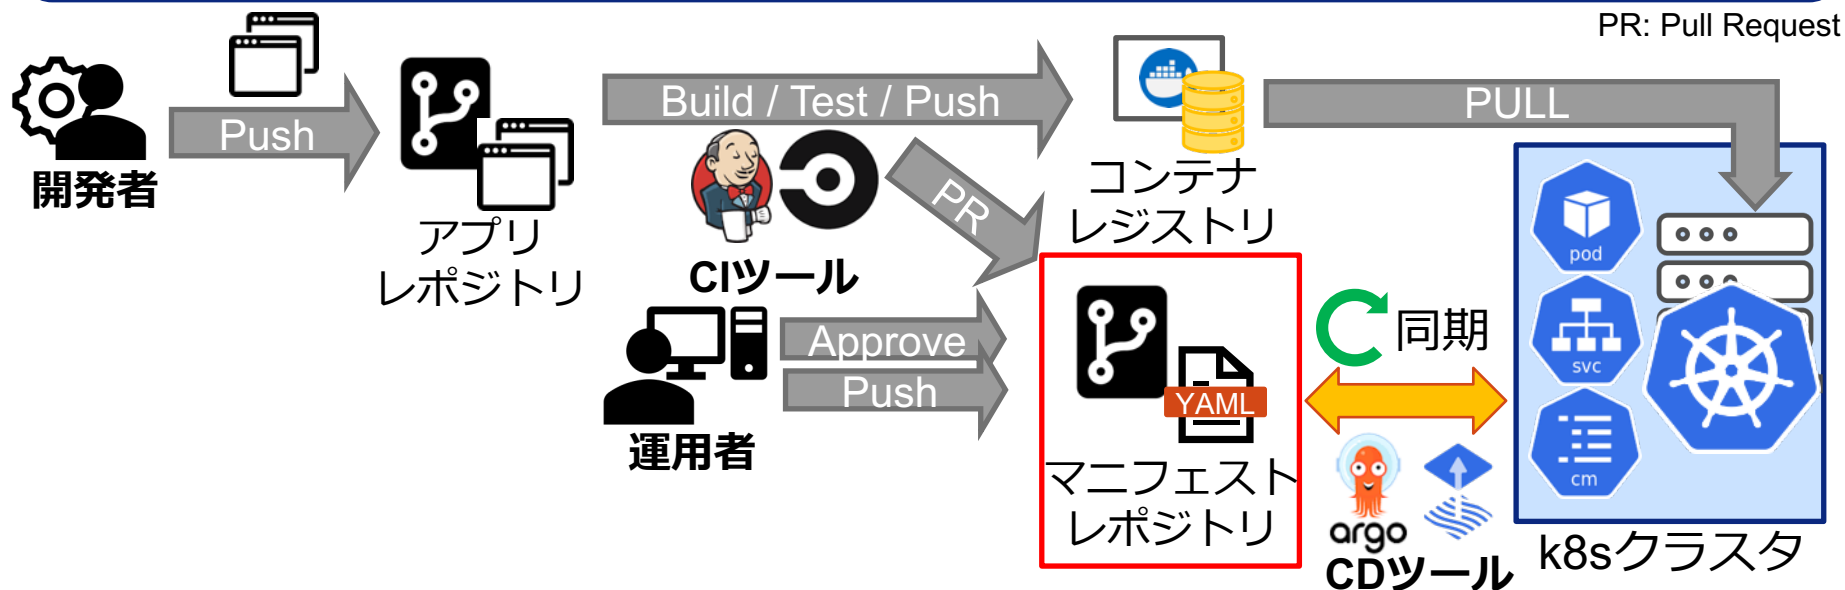 PR: Pull Request
Push
開発者
アプリ
レポジトリ
Build / Test / Push
CIツール
PR
コンテナ
レジストリ
PULL
Approve
Push
運用者
YAML
マニフェスト
レポジトリ
同期
argo
CDツール
pod
svc
cm
k8sクラスタ